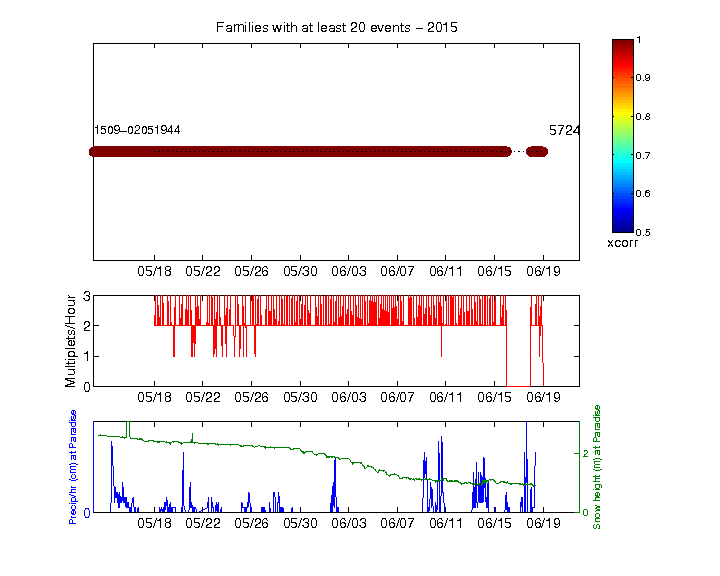 Families with at least 20 events – 2015
1509–02051944
5724
05/18 05/22 05/26 05/30 06/03 06/07 06/11 06/15 06/19
1
0.9
0.8
0.7
0.6
0.5
xcorr
Multiplets/Hour
3
2
1
0
05/18 05/22 05/26 05/30 06/03 06/07 06/11 06/15 06/19
Precip/hr (cm) at Paradise
0
2
0
Snow height (m) at Paradise
05/18 05/22 05/26 05/30 06/03 06/07 06/11 06/15 06/19